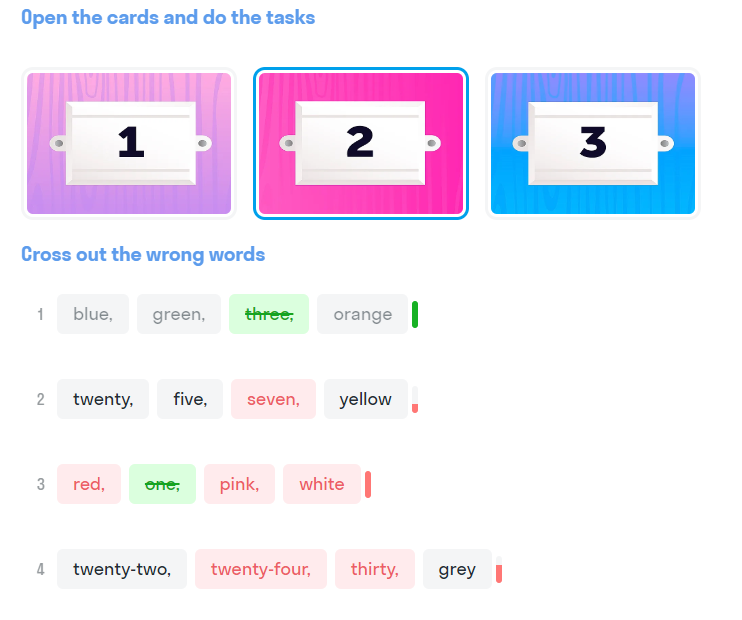 Open the cards and do the tasks
1 2 3
Cross out the wrong words
1 blue, green, three, orange
2 twenty, five, seven, yellow
3 red, one, pink, white
4 twenty-two, twenty-four, thirty, grey